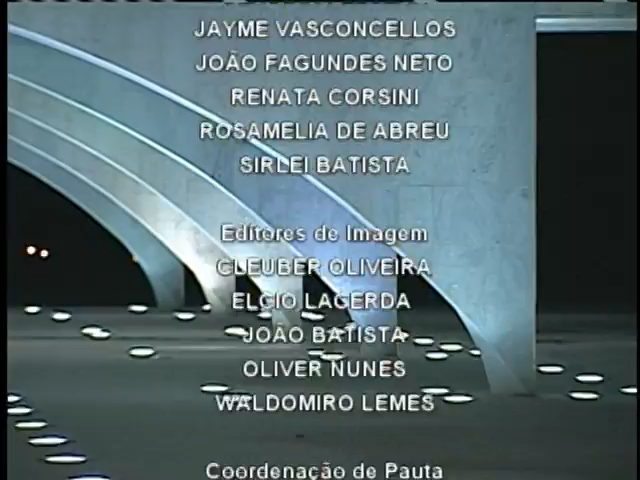 JAYME VASCONCELLOS
JOÃO FAGUNDES NETO
RENATA CORSINI
ROSAMELIA DE ABREU
SIRLEI BATISTA
Editores de Imagem
CLEUBER OLIVEIRA
ELCIO LACERDA
JOÃO BATISTA
OLIVER NUNES
WALDOMIRO LEMES
Coordenação de Pauta